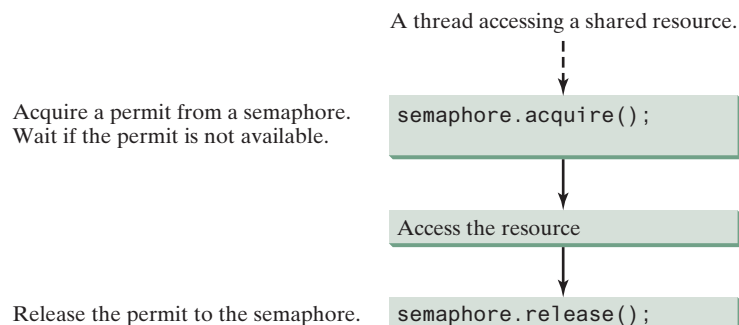 A thread accessing a shared resource.
Acquire a permit from a semaphore.
Wait if the permit is not available.
semaphore.acquire();
Access the resource
Release the permit to the semaphore.
semaphore.release();